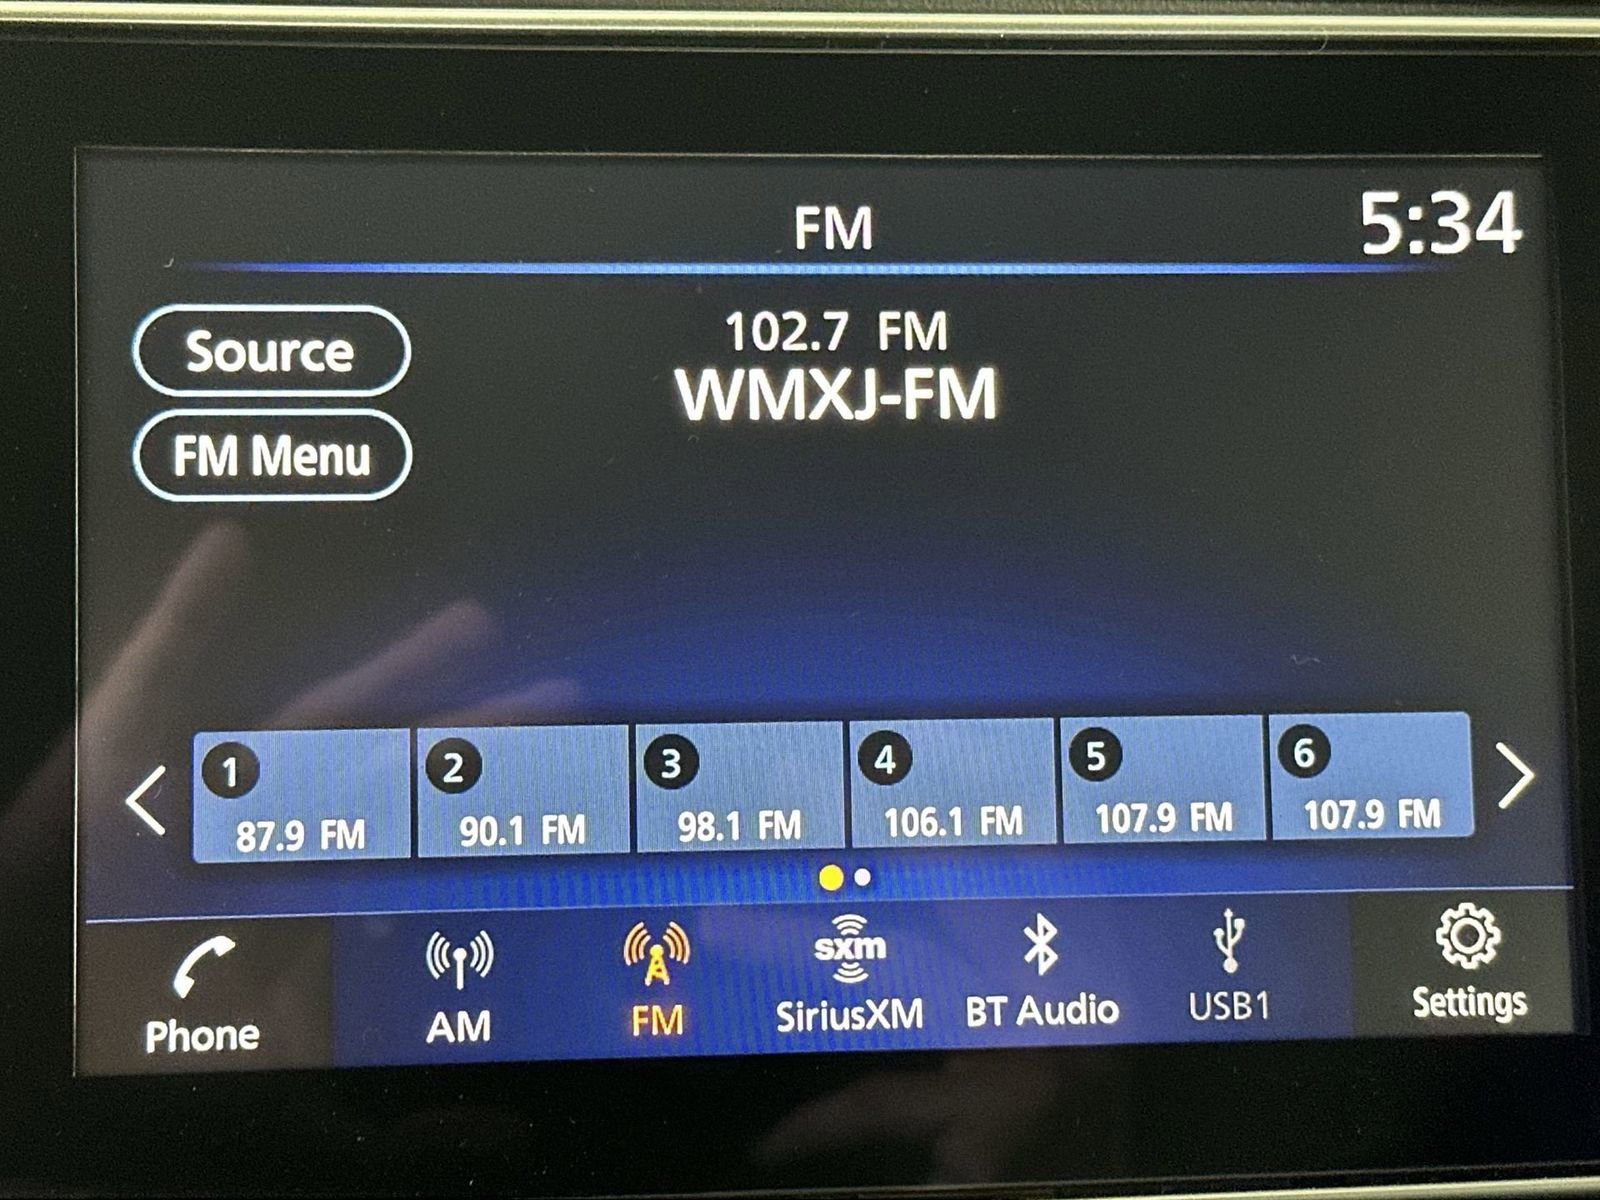 FM
5:34
Source
102.7 FM
WMXJ-FM
FM Menu
1
2
3
4
5
6
87.9 FM
90.1 FM
98.1 FM
106.1 FM
107.9 FM
107.9 FM
sxm
Phone
AM
FM
SiriusXM
BT Audio
USB1
Settings